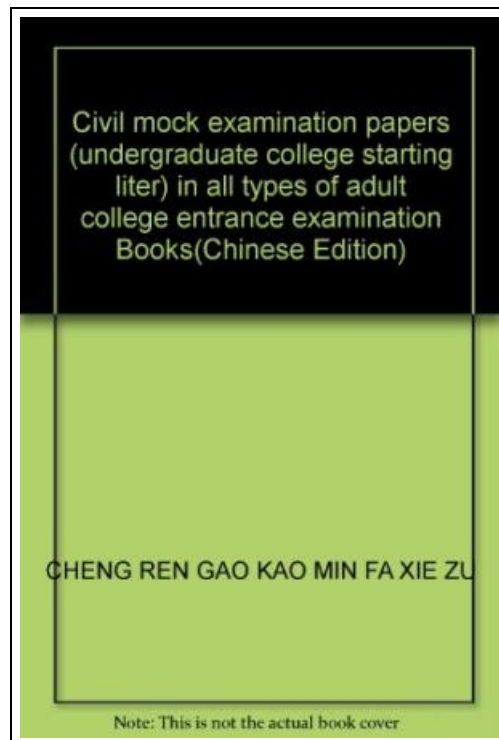 Civil mock examination papers
(undergraduate college starting
liter) in all types of adult
college entrance examination
Books(Chinese Edition)
CHENG REN GAO KAO MIN FA XIE ZU
Note: This is not the actual book cover